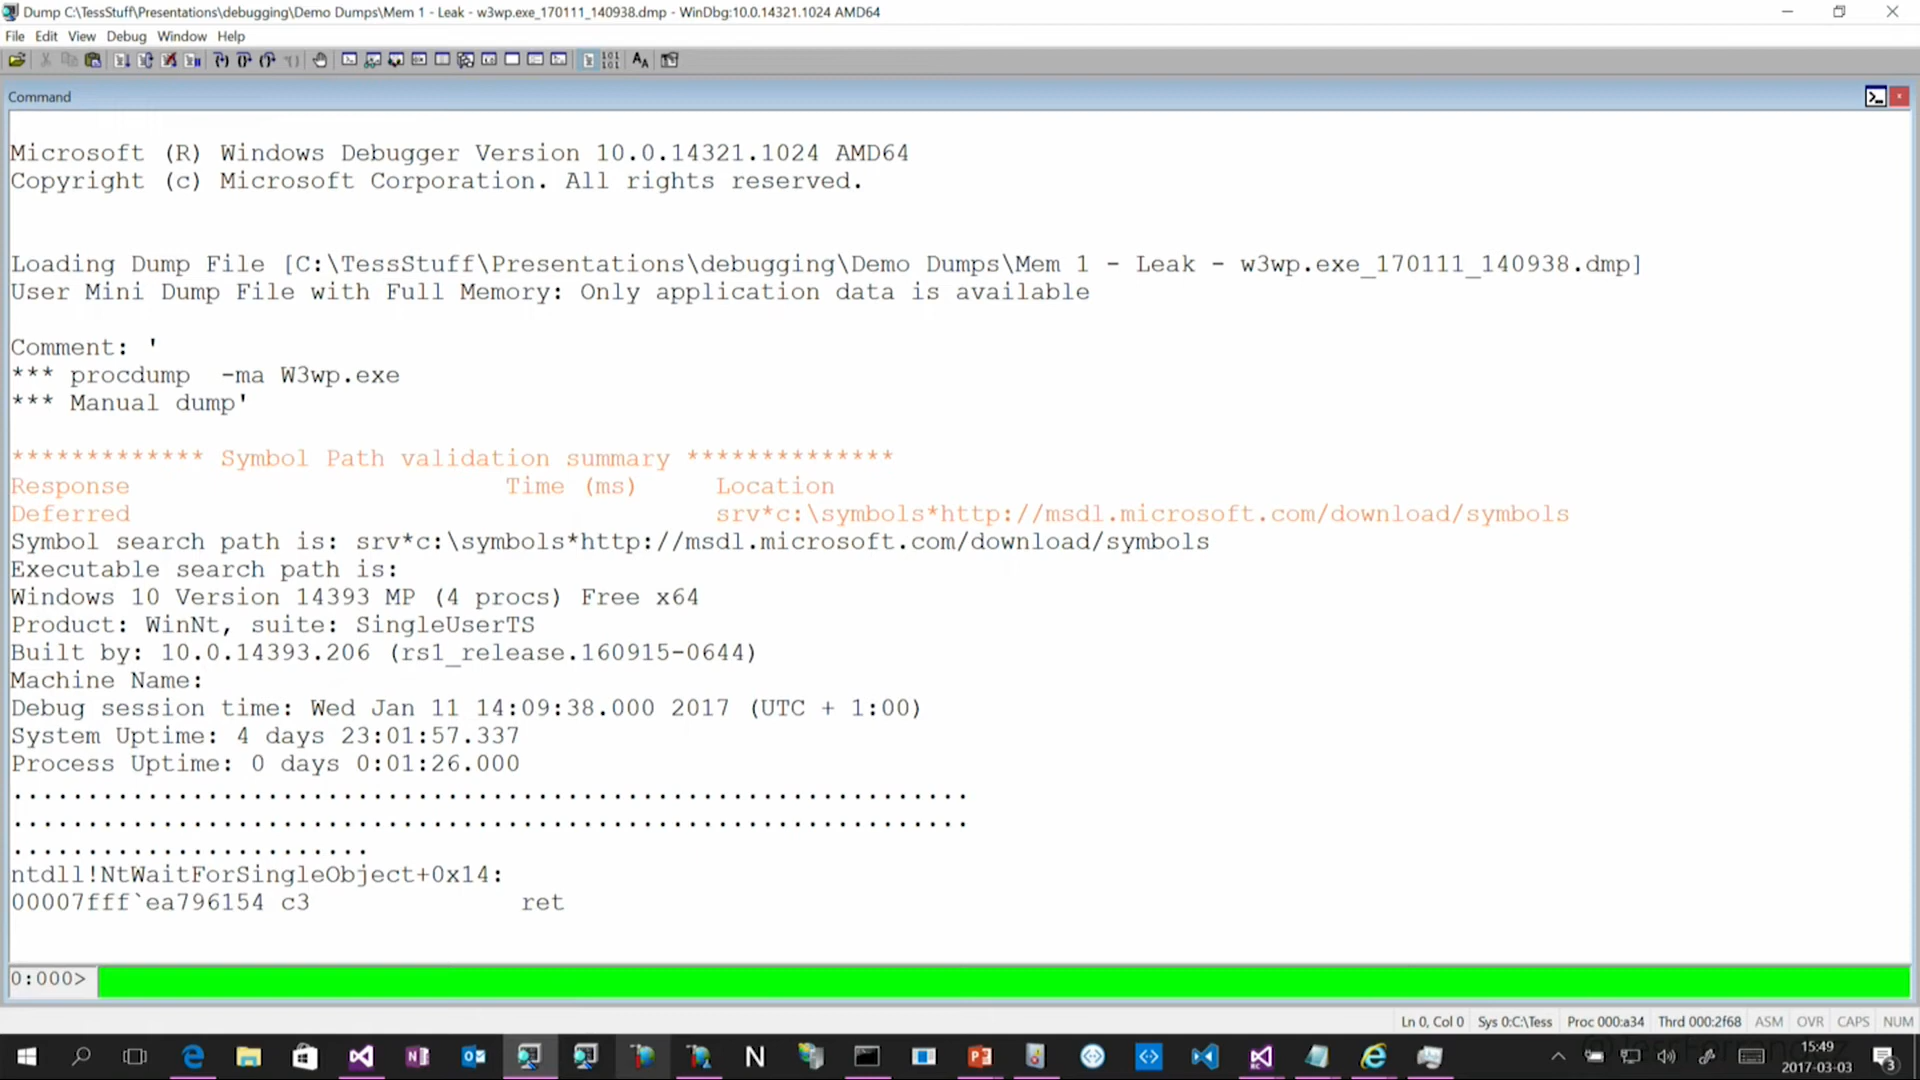 Dump C:\TessStuff\Presentations\debugging\Demo Dumps\Mem 1 - Leak - w3wp.exe_170111_140938.dmp - WinDbg:10.0.14321.1024 AMD64
File Edit View Debug Window Help
Command
Microsoft (R) Windows Debugger Version 10.0.14321.1024 AMD64
Copyright (c) Microsoft Corporation. All rights reserved.
Loading Dump File [C:\TessStuff\Presentations\debugging\Demo Dumps\Mem 1 - Leak - w3wp.exe_170111_140938.dmp]
User Mini Dump File with Full Memory: Only application data is available
Comment: '
*** procdump  -ma W3wp.exe
*** Manual dump'
************* Symbol Path validation summary **************
Response                         Time (ms)     Location
Deferred                                       srv*c:\symbols*http://msdl.microsoft.com/download/symbols
Symbol search path is: srv*c:\symbols*http://msdl.microsoft.com/download/symbols
Executable search path is:
Windows 10 Version 14393 MP (4 procs) Free x64
Product: WinNt, suite: SingleUserTS
Built by: 10.0.14393.206 (rs1_release.160915-0644)
Machine Name:
Debug session time: Wed Jan 11 14:09:38.000 2017 (UTC + 1:00)
System Uptime: 4 days 23:01:57.337
Process Uptime: 0 days 0:01:26.000
................................................................
................................................................
........................
ntdll!NtWaitForSingleObject+0x14:
00007fff`ea796154 c3              ret
0:000>
Ln 0, Col 0 Sys 0:C:\Tess Proc 000:a34 Thrd 000:2f68 ASM OVR CAPS NUM
15:49
2017-03-03
3